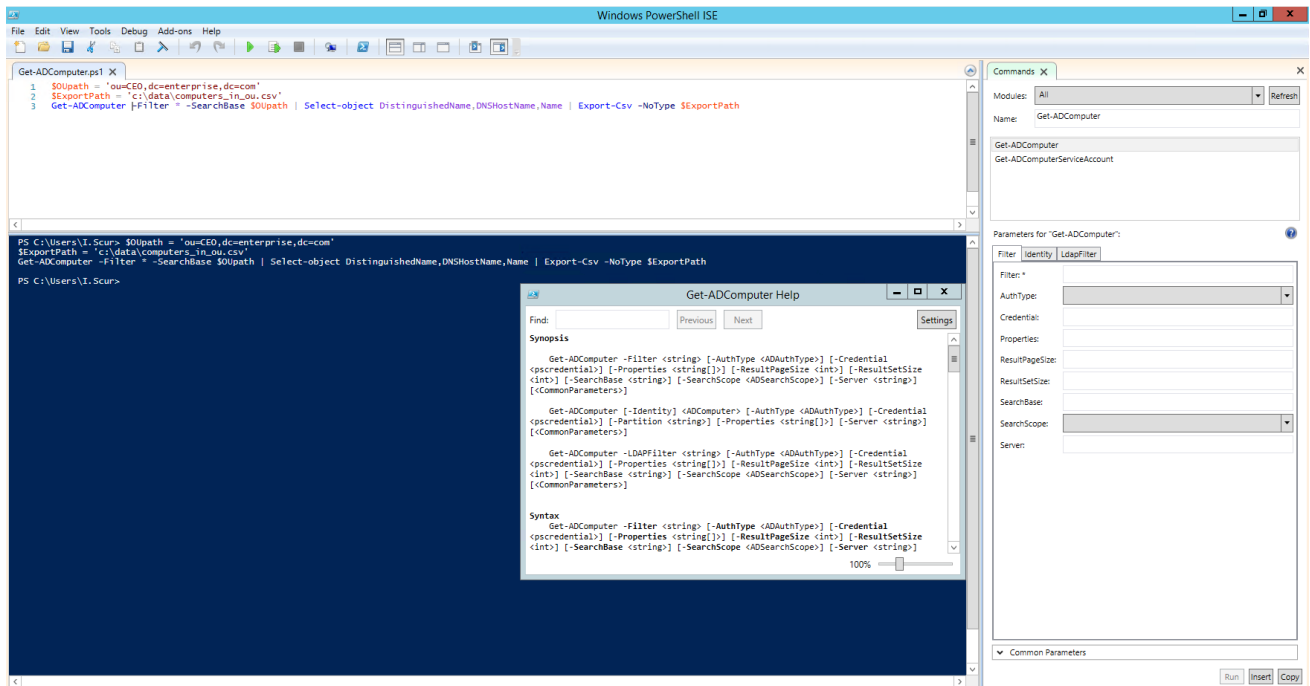 Windows PowerShell ISE
File Edit View Tools Debug Add-ons Help
Get-ADComputer.ps1 X
1 $OUpath = 'ou=CEO,dc=enterprise,dc=com'
2 $ExportPath = 'c:\data\computers_in_ou.csv'
3 Get-ADComputer -Filter * -SearchBase $OUpath | Select-object DistinguishedName,DNSHostName,Name | Export-Csv -NoType $ExportPath
PS C:\Users\I.Scur> $OUpath = 'ou=CEO,dc=enterprise,dc=com'
$ExportPath = 'c:\data\computers_in_ou.csv'
Get-ADComputer -Filter * -SearchBase $OUpath | Select-object DistinguishedName,DNSHostName,Name | Export-Csv -NoType $ExportPath
PS C:\Users\I.Scur>
Get-ADComputer Help
Find: Previous Next Settings
Synopsis
Get-ADComputer -Filter <string> [-AuthType <ADAuthType>] [-Credential
<pscredential>] [-Properties <string[]>] [-ResultPageSize <int>] [-ResultSetSize
<int>] [-SearchBase <string>] [-SearchScope <ADSearchScope>] [-Server <string>]
[<CommonParameters>]
Get-ADComputer [-Identity] <ADComputer> [-AuthType <ADAuthType>] [-Credential
<pscredential>] [-Partition <string>] [-Properties <string[]>] [-Server <string>]
[<CommonParameters>]
Get-ADComputer -LDAPFilter <string> [-AuthType <ADAuthType>] [-Credential
<pscredential>] [-Properties <string[]>] [-ResultPageSize <int>] [-ResultSetSize
<int>] [-SearchBase <string>] [-SearchScope <ADSearchScope>] [-Server <string>]
[<CommonParameters>]
Syntax
Get-ADComputer -Filter <string> [-AuthType <ADAuthType>] [-Credential
<pscredential>] [-Properties <string[]>] [-ResultPageSize <int>] [-ResultSetSize
<int>] [-SearchBase <string>] [-SearchScope <ADSearchScope>] [-Server <string>]
100%
Commands X
Modules: All Refresh
Name: Get-ADComputer
Get-ADComputer
Get-ADComputerServiceAccount
Parameters for "Get-ADComputer":
Filter Identity LdapFilter
Filter: *
AuthType:
Credential:
Properties:
ResultPageSize:
ResultSetSize:
SearchBase:
SearchScope:
Server:
Common Parameters
Run Insert Copy